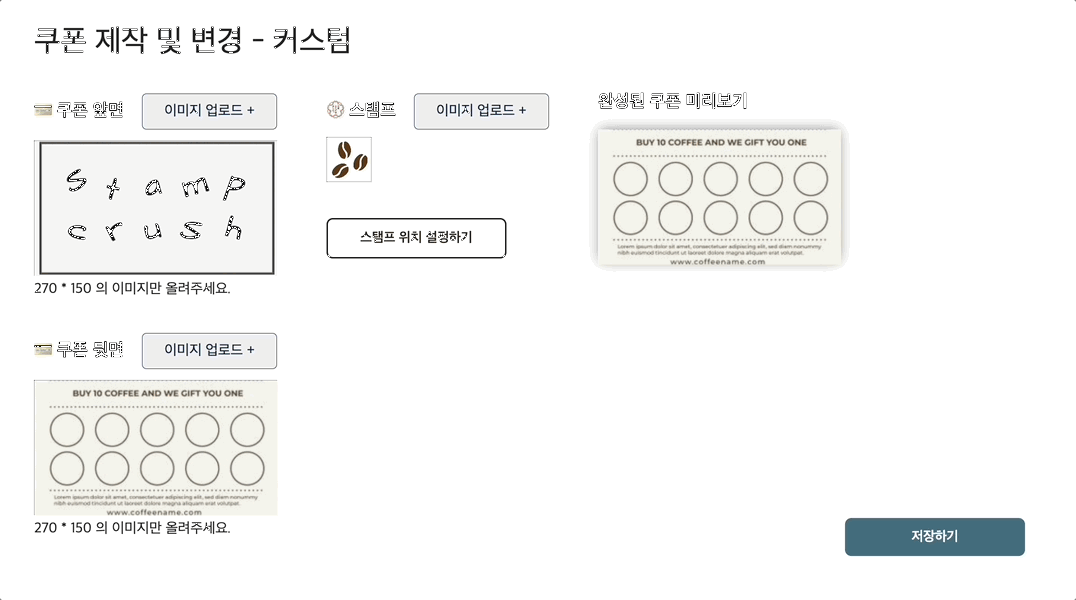 쿠폰 제작 및 변경 - 커스텀
쿠폰 앞면
이미지 업로드 +
stamp
crush
270 * 150 의 이미지만 올려주세요.
스탬프
이미지 업로드 +
스탬프 위치 설정하기
완성된 쿠폰 미리보기
BUY 10 COFFEE AND WE GIFT YOU ONE
Lorem ipsum dolor sit amet, consectetuer adipiscing elit, sed diam nonummy
nibh euismod tincidunt ut laoreet dolore magna aliquam erat volutpat.
www.coffeename.com
쿠폰 뒷면
이미지 업로드 +
BUY 10 COFFEE AND WE GIFT YOU ONE
Lorem ipsum dolor sit amet, consectetuer adipiscing elit, sed diam nonummy
nibh euismod tincidunt ut laoreet dolore magna aliquam erat volutpat.
www.coffeename.com
270 * 150 의 이미지만 올려주세요.
저장하기